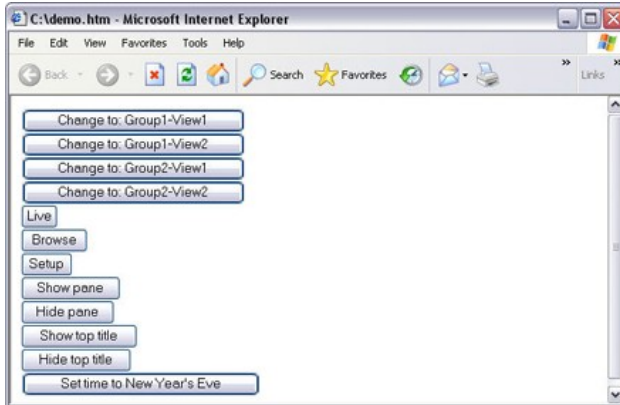 C:\demo.htm - Microsoft Internet Explorer
File Edit View Favorites Tools Help
Back Search Favorites » Links »
Change to: Group1-View1
Change to: Group1-View2
Change to: Group2-View1
Change to: Group2-View2
Live
Browse
Setup
Show pane
Hide pane
Show top title
Hide top title
Set time to New Year's Eve